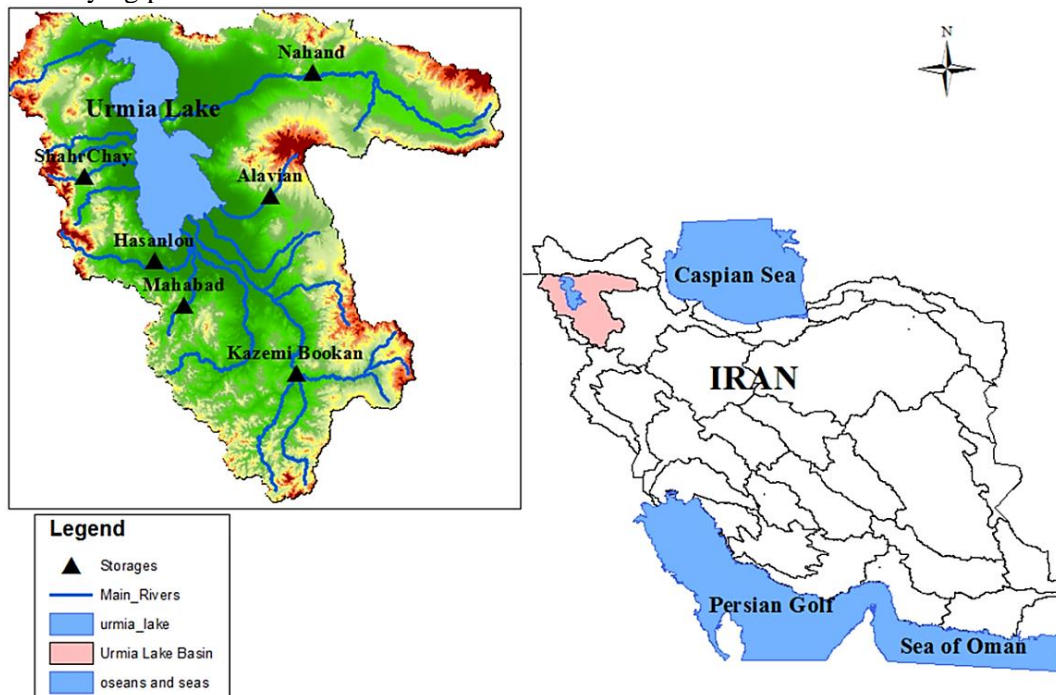 Nahand
Urmia Lake
ShahrChay
Alavian
Hasanlou
Mahabad
Kazemi Bookan
N
Caspian Sea
IRAN
Persian Golf
Sea of Oman
Legend
Storages
Main_Rivers
urmia_lake
Urmia Lake Basin
oseans and seas